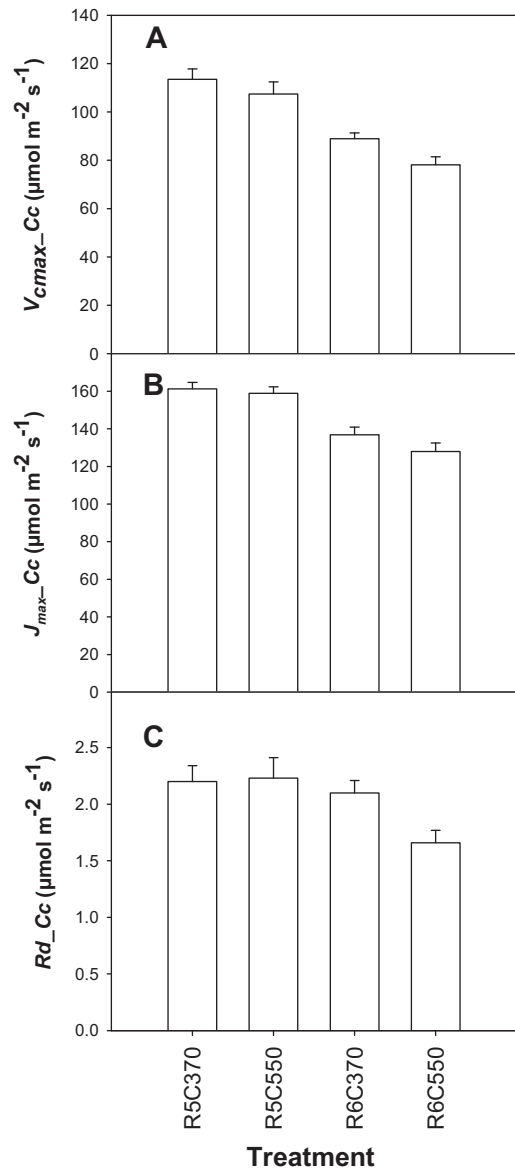 A
V_cmax_Cc (µmol m⁻² s⁻¹)
140
120
100
80
60
40
20
0
B
J_max_Cc (µmol m⁻² s⁻¹)
160
140
120
100
80
60
40
20
0
C
Rd_Cc (µmol m⁻² s⁻¹)
2.5
2.0
1.5
1.0
0.5
0.0
R5C370
R5C550
R6C370
R6C550
Treatment